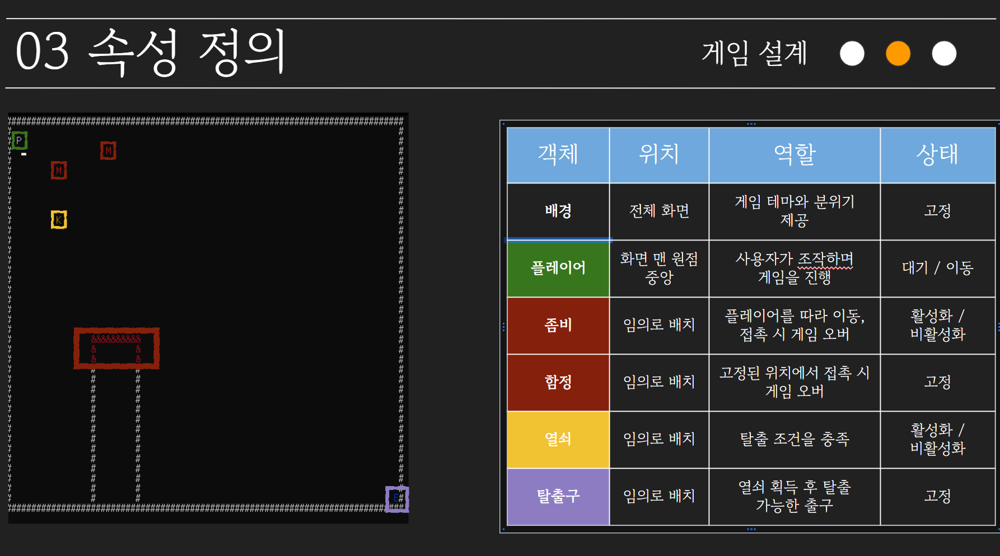 03 속성 정의
게임 설계
################################################################################
P
M
M
K
&&&&&&&&&&
& &
& &
# #
# #
# #
# #
# #
# #
# #
# #
# #
# #
# #
# #
# #
# #
E#
################################################################################
객체 위치 역할 상태
배경 전체 화면 게임 테마와 분위기
제공 고정
플레이어 화면 맨 원점
중앙 사용자가 조작하며
게임을 진행 대기 / 이동
좀비 임의로 배치 플레이어를 따라 이동,
접촉 시 게임 오버 활성화 /
비활성화
함정 임의로 배치 고정된 위치에서 접촉 시
게임 오버 고정
열쇠 임의로 배치 탈출 조건을 충족 활성화 /
비활성화
탈출구 임의로 배치 열쇠 획득 후 탈출
가능한 출구 고정